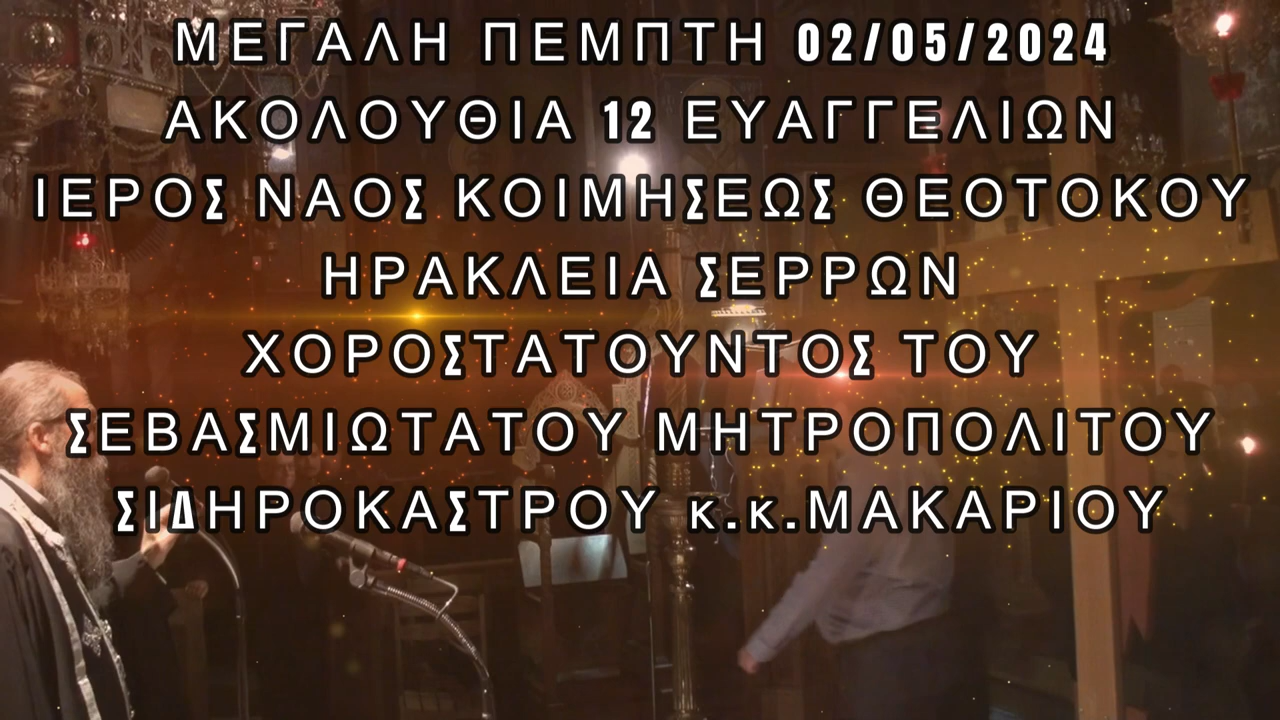 ΜΕΓΑΛΗ ΠΕΜΠΤΗ 02/05/2024
ΑΚΟΛΟΥΘΙΑ 12 ΕΥΑΓΓΕΛΙΩΝ
ΙΕΡΟΣ ΝΑΟΣ ΚΟΙΜΗΣΕΩΣ ΘΕΟΤΟΚΟΥ
ΗΡΑΚΛΕΙΑ ΣΕΡΡΩΝ
ΧΟΡΟΣΤΑΤΟΥΝΤΟΣ ΤΟΥ
ΣΕΒΑΣΜΙΩΤΑΤΟΥ ΜΗΤΡΟΠΟΛΙΤΟΥ
ΣΙΔΗΡΟΚΑΣΤΡΟΥ κ.κ.ΜΑΚΑΡΙΟΥ